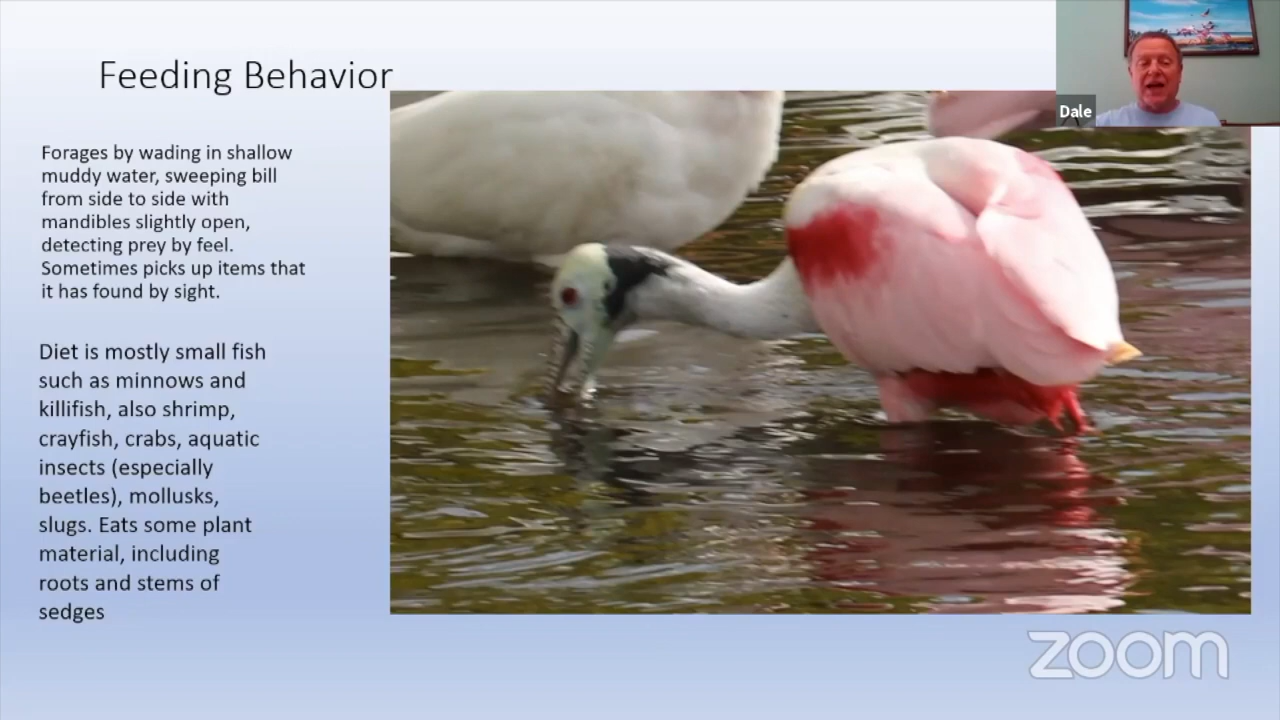 Feeding Behavior
Dale
Forages by wading in shallow
muddy water, sweeping bill
from side to side with
mandibles slightly open,
detecting prey by feel.
Sometimes picks up items that
it has found by sight.
Diet is mostly small fish
such as minnows and
killifish, also shrimp,
crayfish, crabs, aquatic
insects (especially
beetles), mollusks,
slugs. Eats some plant
material, including
roots and stems of
sedges
zoom